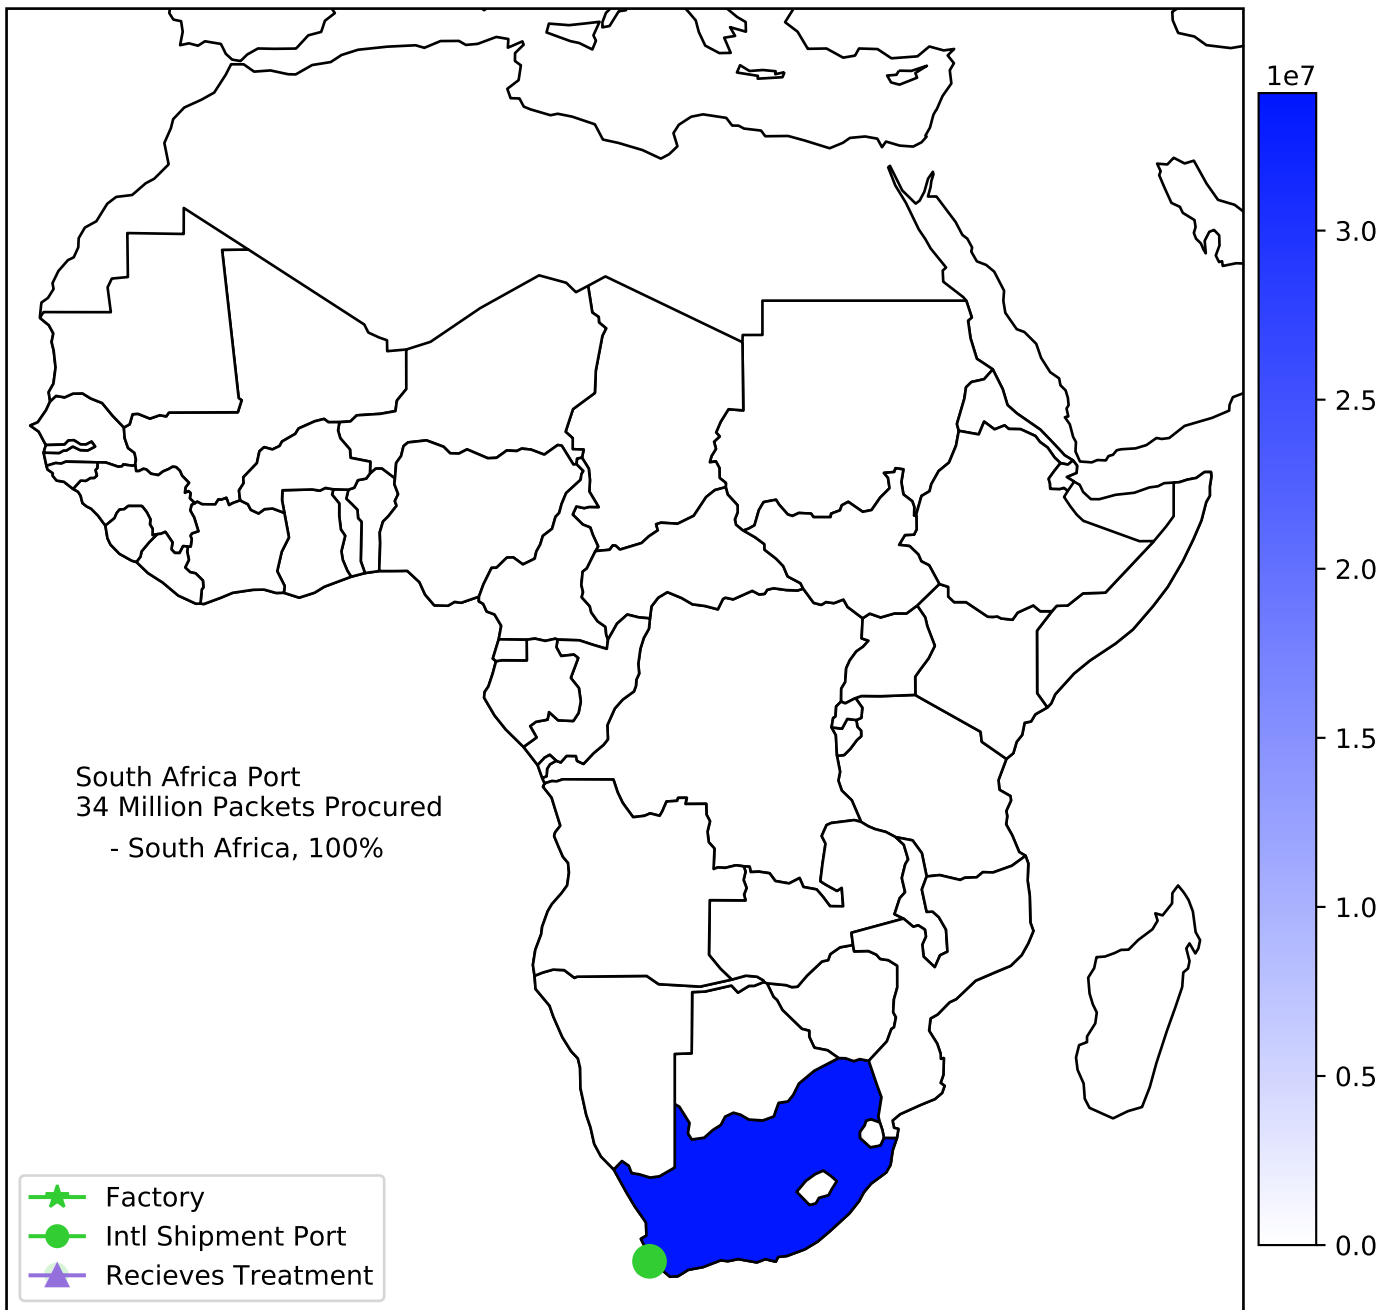 1e7
3.0
2.5
2.0
1.5
1.0
0.5
0.0
South Africa Port
34 Million Packets Procured
- South Africa, 100%
Factory
Intl Shipment Port
Recieves Treatment